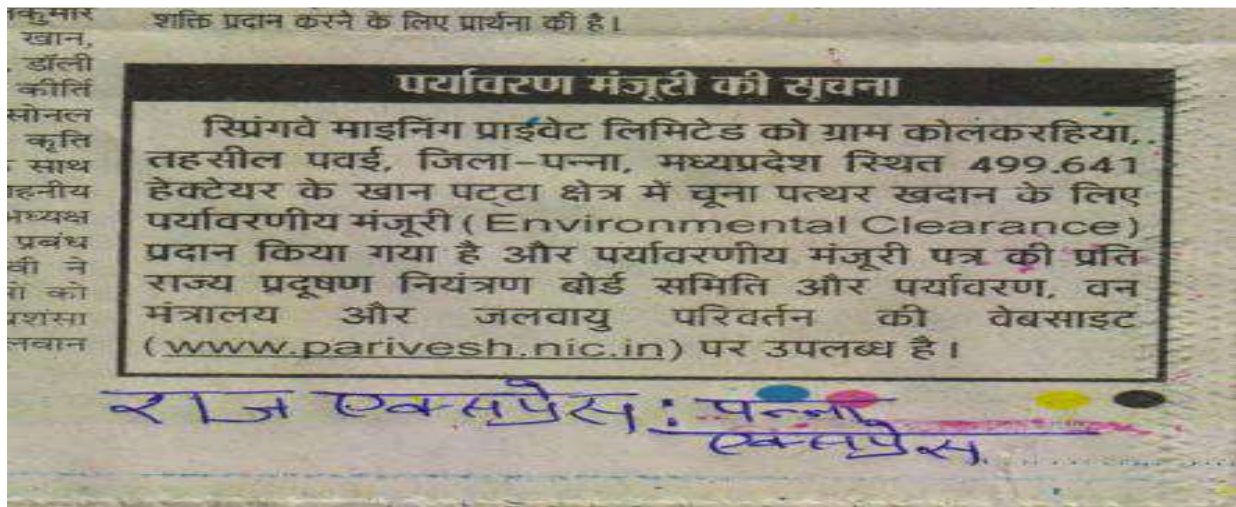 शक्ति प्रदान करने के लिए प्रार्थना की है।
खान,
डॉली
कीर्ति
सोनल
कृति
साथ
प्रबंध
पर्यावरण मंजूरी की सूचना
स्प्रिंगवे माइनिंग प्राईवेट लिमिटेड को ग्राम कोलकरहिया,
तहसील पवई, जिला-पन्ना, मध्यप्रदेश स्थित 499.641
हेक्टेयर के खान पट्टा क्षेत्र में चूना पत्थर खदान के लिए
पर्यावरणीय मंजूरी (Environmental Clearance)
प्रदान किया गया है और पर्यावरणीय मंजूरी पत्र की प्रति
राज्य प्रदूषण नियंत्रण बोर्ड समिति और पर्यावरण, वन
मंत्रालय और जलवायु परिवर्तन की वेबसाइट
(www.parivesh.nic.in) पर उपलब्ध है।
राज एक्सप्रेस: पन्ना
एक्सप्रेस